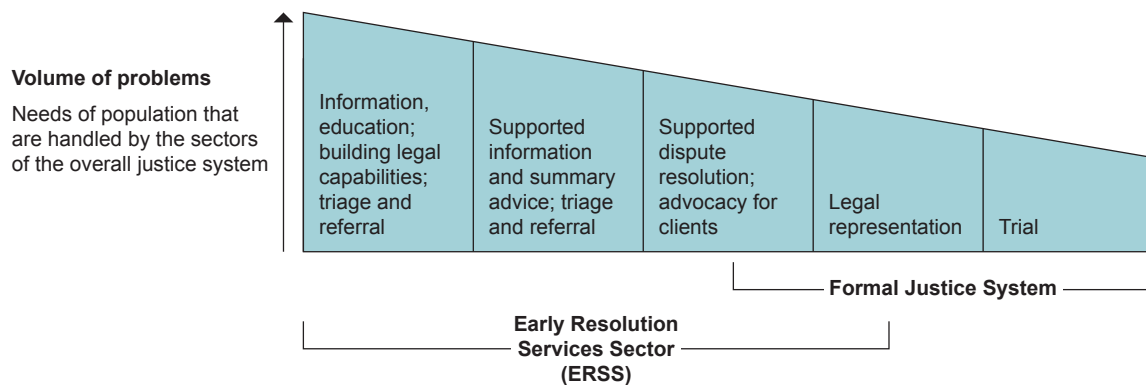 Volume of problems
Needs of population that
are handled by the sectors
of the overall justice system
Information,
education;
building legal
capabilities;
triage and
referral
Supported
information
and summary
advice; triage
and referral
Supported
dispute
resolution;
advocacy for
clients
Legal
representation
Trial
Formal Justice System
Early Resolution
Services Sector
(ERSS)